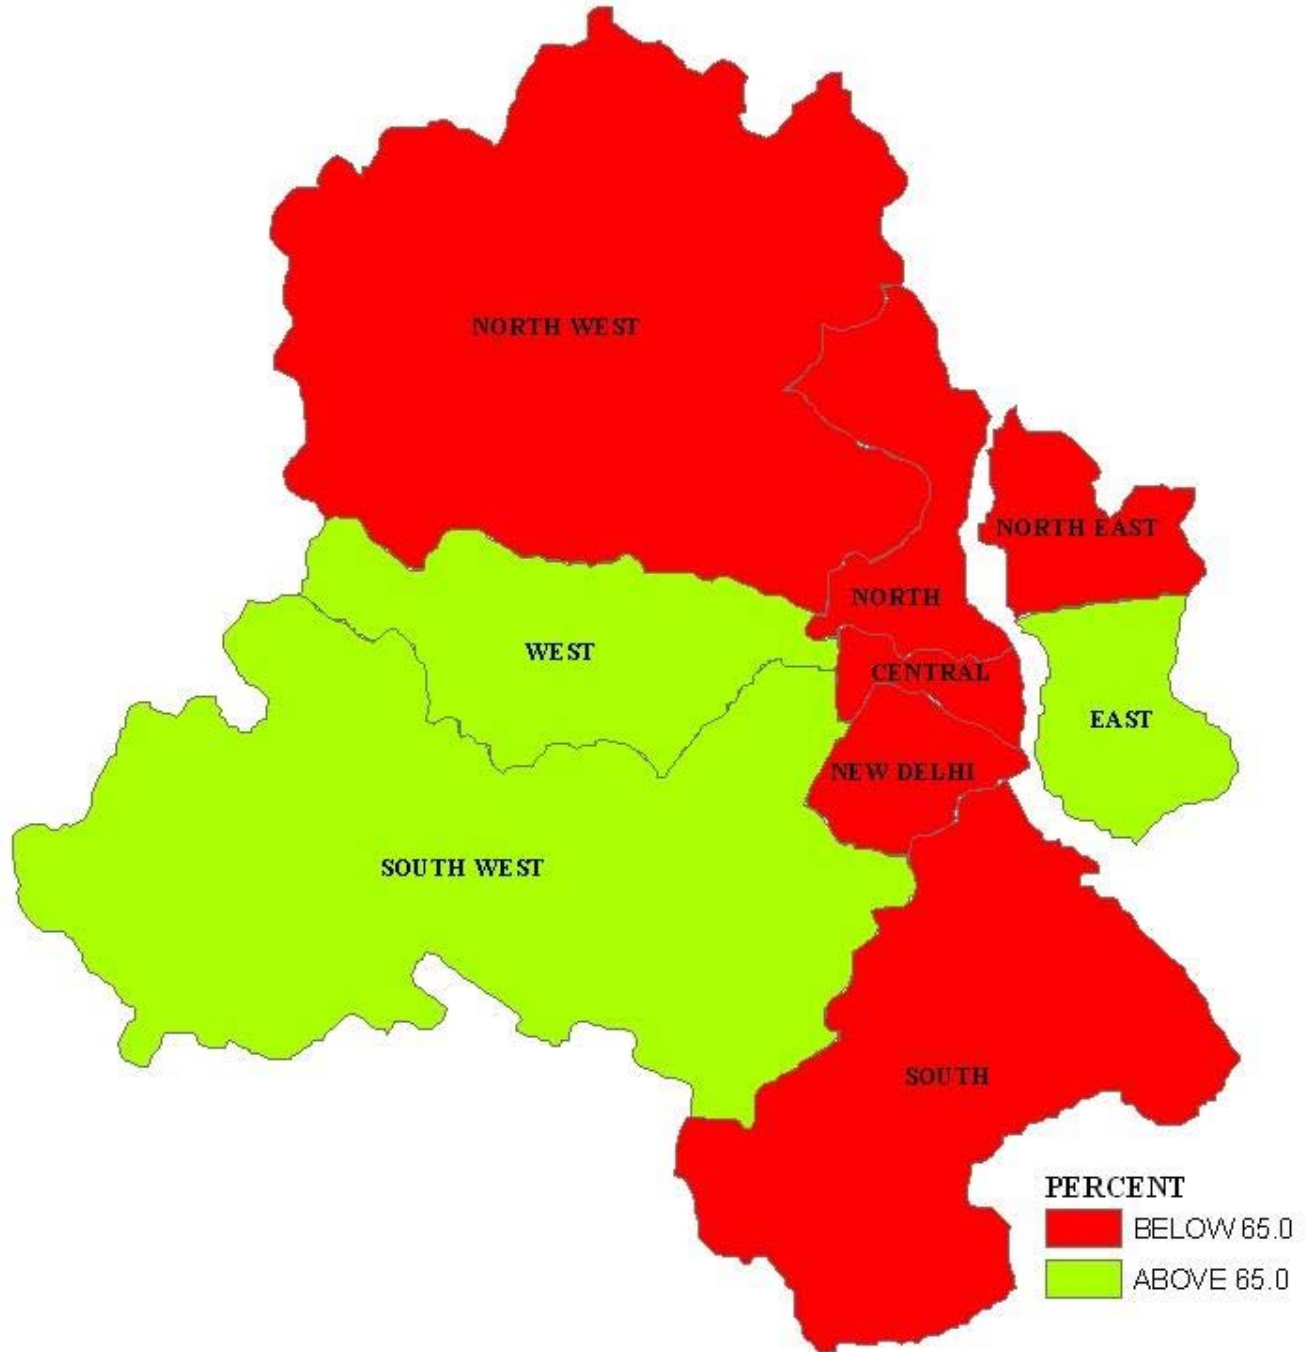 NORTH WEST
NORTH EAST
NORTH
WEST
CENTRAL
EAST
NEW DELHI
SOUTH WEST
SOUTH
PERCENT
BELOW 65.0
ABOVE 65.0